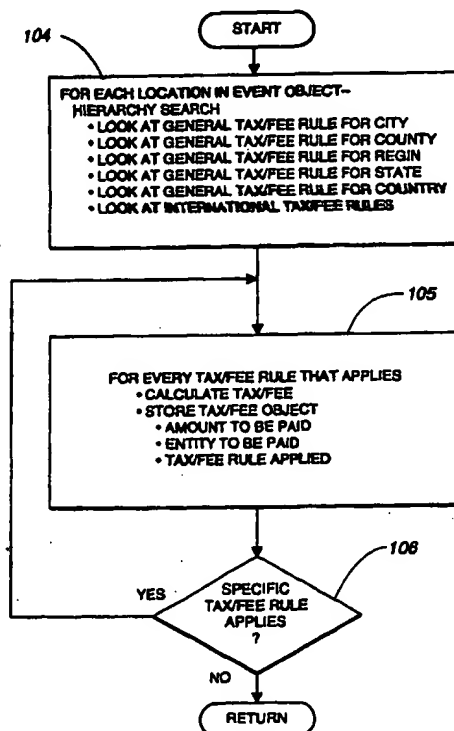 START
104
FOR EACH LOCATION IN EVENT OBJECT--
HIERARCHY SEARCH
• LOOK AT GENERAL TAX/FEE RULE FOR CITY
• LOOK AT GENERAL TAX/FEE RULE FOR COUNTY
• LOOK AT GENERAL TAX/FEE RULE FOR REGIN
• LOOK AT GENERAL TAX/FEE RULE FOR STATE
• LOOK AT GENERAL TAX/FEE RULE FOR COUNTRY
• LOOK AT INTERNATIONAL TAX/FEE RULES
105
FOR EVERY TAX/FEE RULE THAT APPLIES
• CALCULATE TAX/FEE
• STORE TAX/FEE OBJECT
• AMOUNT TO BE PAID
• ENTITY TO BE PAID
• TAX/FEE RULE APPLIED
106
YES
SPECIFIC
TAX/FEE RULE
APPLIES
?
NO
RETURN